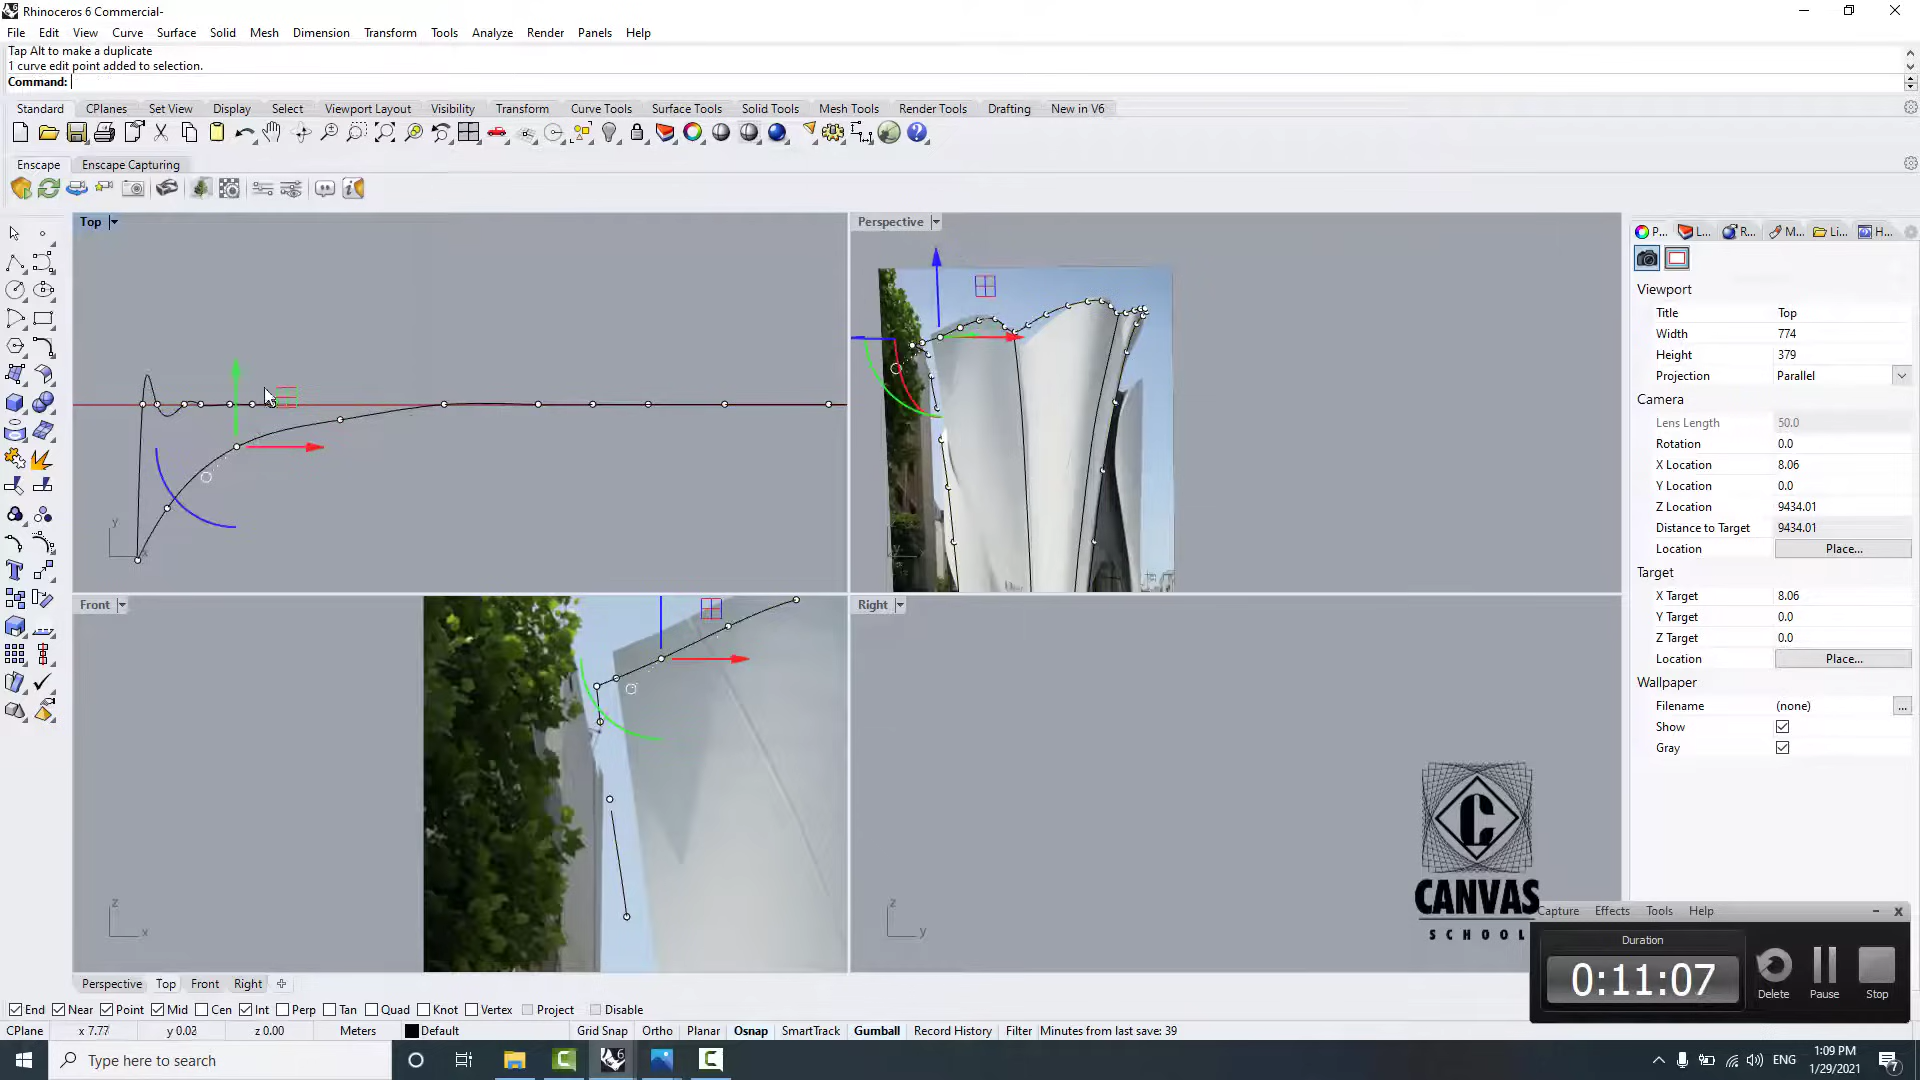 Rhinoceros 6 Commercial-
File Edit View Curve Surface Solid Mesh Dimension Transform Tools Analyze Render Panels Help
Tap Alt to make a duplicate
1 curve edit point added to selection.
Command:
Standard CPlanes Set View Display Select Viewport Layout Visibility Transform Curve Tools Surface Tools Solid Tools Mesh Tools Render Tools Drafting New in V6
Enscape Enscape Capturing
Top
Perspective
P... L... R... M... Li... H...
Viewport
Title Top
Width 774
Height 379
Projection Parallel
Camera
Lens Length 50.0
Rotation 0.0
X Location 8.06
Y Location 0.0
Z Location 9434.01
Distance to Target 9434.01
Location Place...
Target
X Target 8.06
Y Target 0.0
Z Target 0.0
Location Place...
Wallpaper
Filename (none) ...
Show
Gray
y
x
Front
Right
z
x
z
y
CANVAS
SCHOOL
Capture Effects Tools Help
Duration
0:11:07
Delete Pause Stop
Perspective Top Front Right
End Near Point Mid Cen Int Perp Tan Quad Knot Vertex Project Disable
CPlane x 7.77 y 0.02 z 0.00 Meters Default Grid Snap Ortho Planar Osnap SmartTrack Gumball Record History Filter Minutes from last save: 39
Type here to search
ENG
1:09 PM
1/29/2021
7